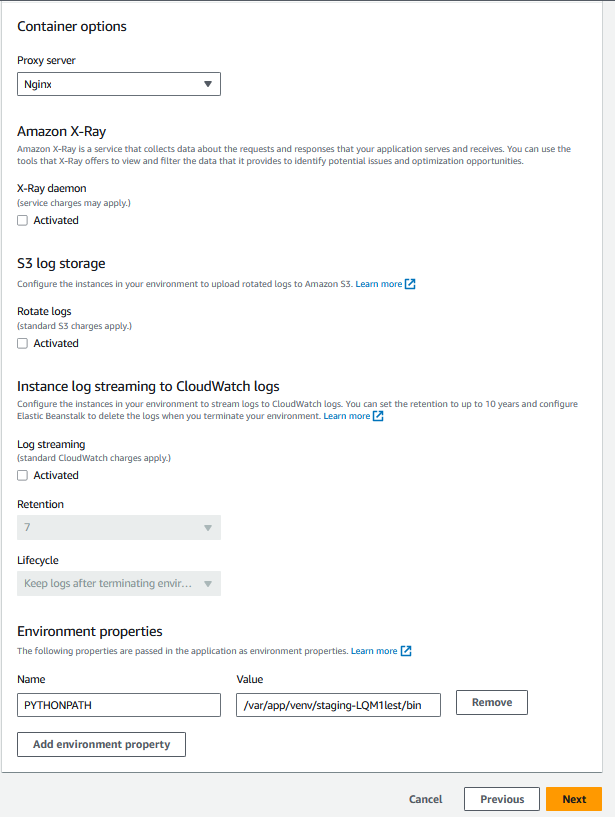 Container options
Proxy server
Nginx
Amazon X-Ray
Amazon X-Ray is a service that collects data about the requests and responses that your application serves and receives. You can use the
tools that X-Ray offers to view and filter the data that it provides to identify potential issues and optimization opportunities.
X-Ray daemon
(service charges may apply.)
Activated
S3 log storage
Configure the instances in your environment to upload rotated logs to Amazon S3. Learn more
Rotate logs
(standard S3 charges apply.)
Activated
Instance log streaming to CloudWatch logs
Configure the instances in your environment to stream logs to CloudWatch logs. You can set the retention to up to 10 years and configure
Elastic Beanstalk to delete the logs when you terminate your environment. Learn more
Log streaming
(standard CloudWatch charges apply.)
Activated
Retention
7
Lifecycle
Keep logs after terminating envir...
Environment properties
The following properties are passed in the application as environment properties. Learn more
Name Value
PYTHONPATH /var/app/venv/staging-LQM1lest/bin Remove
Add environment property
Cancel Previous Next